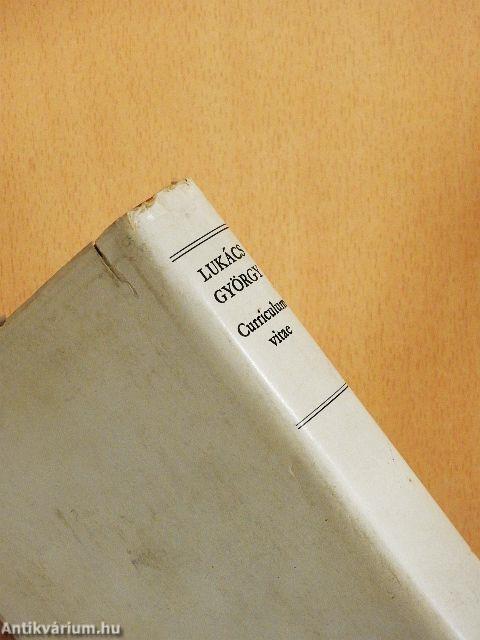 LUKÁCS
GYÖRGY
Curriculum
vitae
Antikvárium.hu